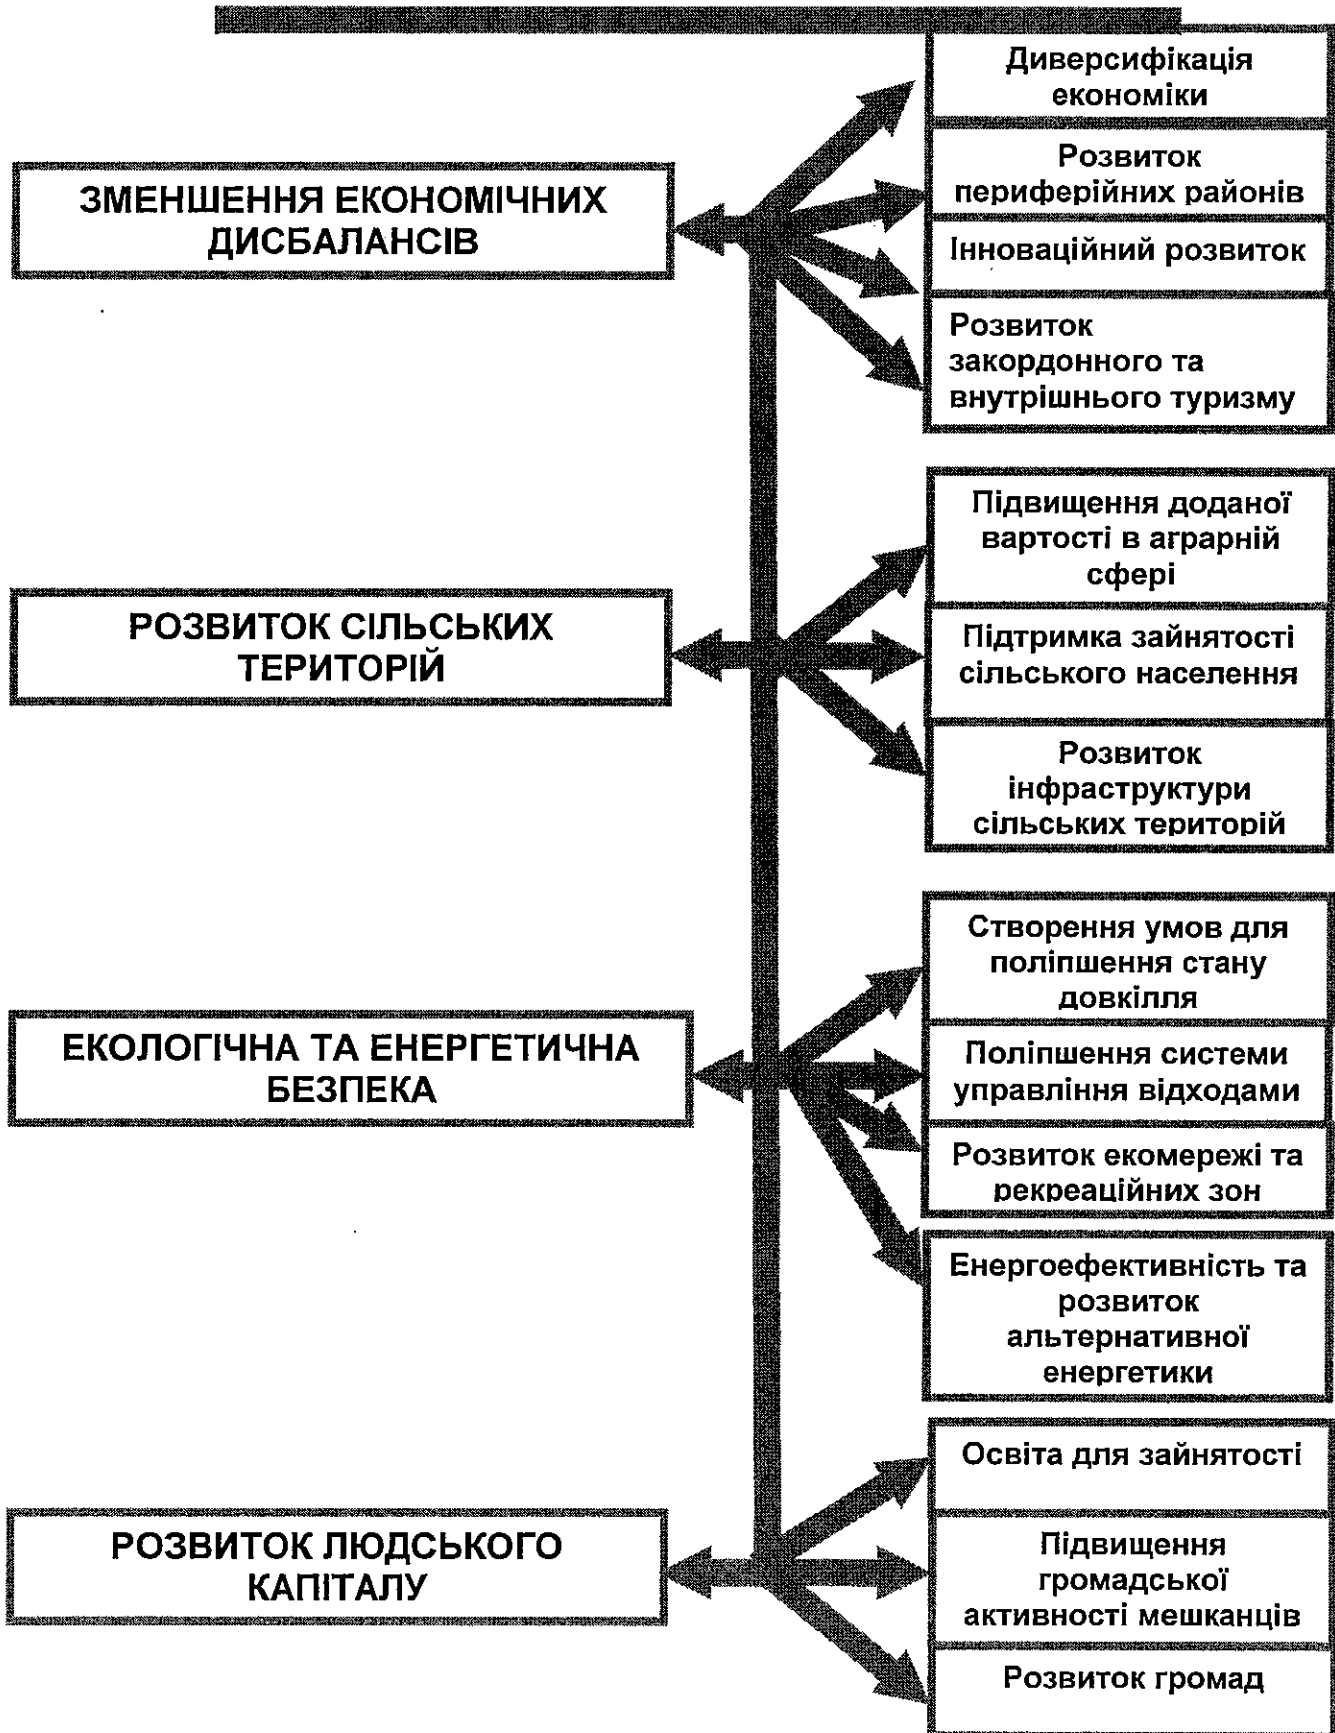 ЗМЕНШЕННЯ ЕКОНОМІЧНИХ
ДИСБАЛАНСІВ
Диверсифікація
економіки
Розвиток
периферійних районів
Інноваційний розвиток
Розвиток
закордонного та
внутрішнього туризму
РОЗВИТОК СІЛЬСЬКИХ
ТЕРИТОРІЙ
Підвищення доданої
вартості в аграрній
сфері
Підтримка зайнятості
сільського населення
Розвиток
інфраструктури
сільських територій
ЕКОЛОГІЧНА ТА ЕНЕРГЕТИЧНА
БЕЗПЕКА
Створення умов для
поліпшення стану
довкілля
Поліпшення системи
управління відходами
Розвиток екомережі та
рекреаційних зон
Енергоефективність та
розвиток
альтернативної
енергетики
РОЗВИТОК ЛЮДСЬКОГО
КАПІТАЛУ
Освіта для зайнятості
Підвищення
громадської
активності мешканців
Розвиток громад